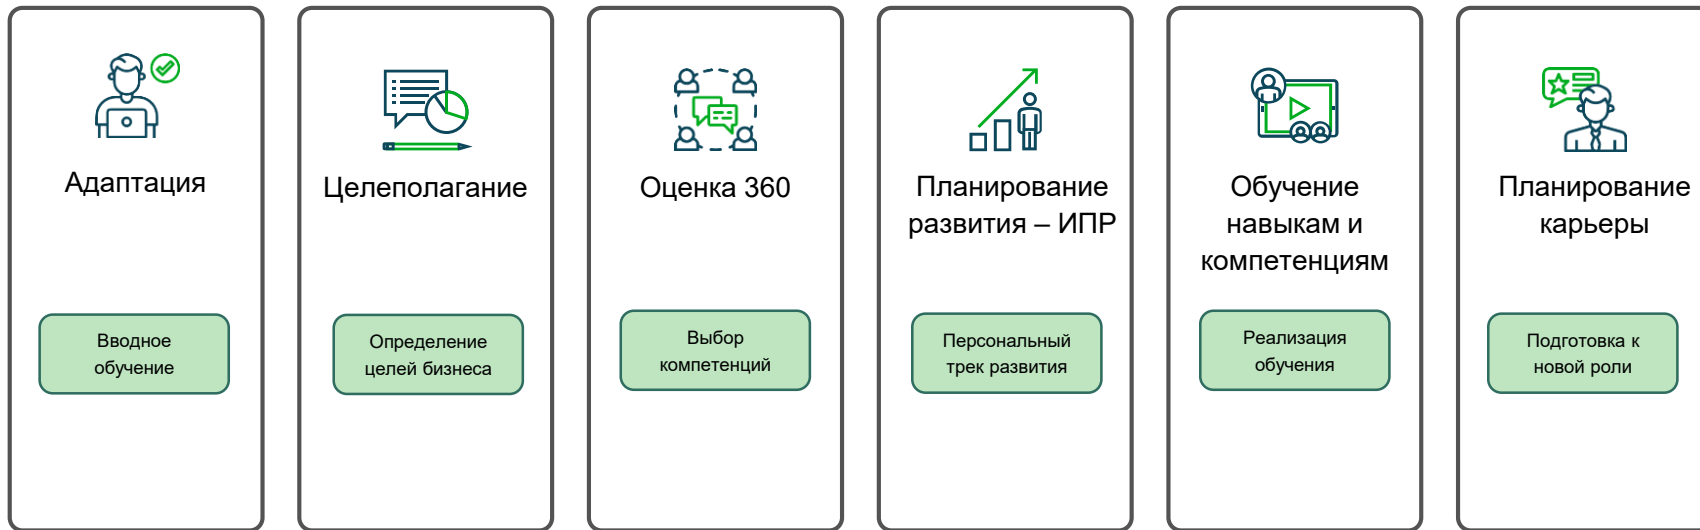 Адаптация
Вводное
обучение
Целеполагание
Определение
целей бизнеса
Оценка 360
Выбор
компетенций
Планирование
развития – ИПР
Персональный
трек развития
Обучение
навыкам и
компетенциям
Реализация
обучения
Планирование
карьеры
Подготовка к
новой роли